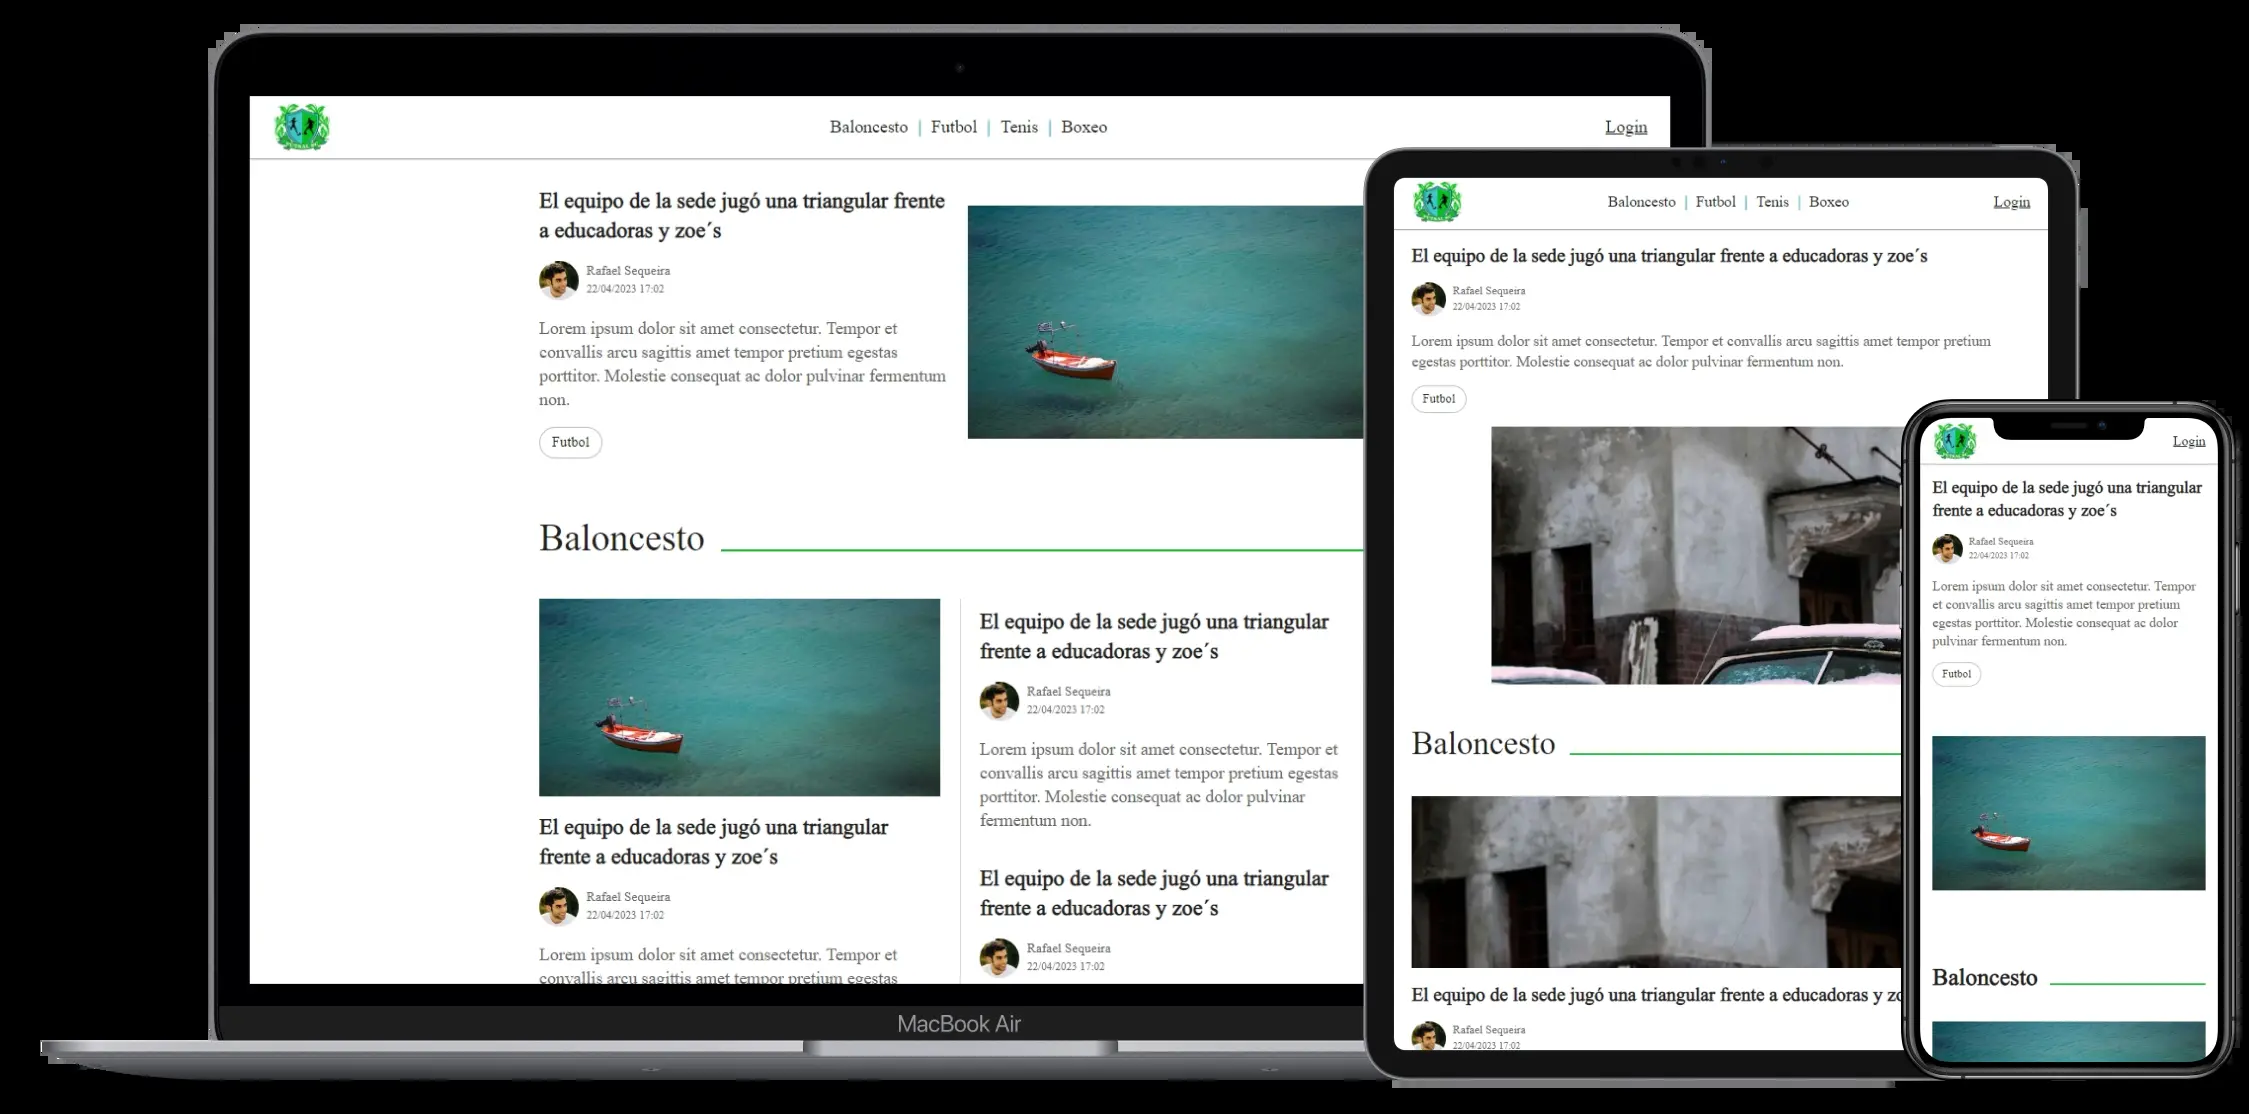 Baloncesto | Futbol | Tenis | Boxeo
Login
El equipo de la sede jugó una triangular frente
a educadoras y zoe´s
Rafael Sequeira
22/04/2023 17:02
Lorem ipsum dolor sit amet consectetur. Tempor et
convallis arcu sagittis amet tempor pretium egestas
porttitor. Molestie consequat ac dolor pulvinar fermentum
non.
Futbol
Baloncesto
El equipo de la sede jugó una triangular
frente a educadoras y zoe´s
Rafael Sequeira
22/04/2023 17:02
Lorem ipsum dolor sit amet consectetur. Tempor et
convallis arcu sagittis amet tempor pretium egestas
El equipo de la sede jugó una triangular
frente a educadoras y zoe´s
Rafael Sequeira
22/04/2023 17:02
Lorem ipsum dolor sit amet consectetur. Tempor et
convallis arcu sagittis amet tempor pretium egestas
porttitor. Molestie consequat ac dolor pulvinar
fermentum non.
El equipo de la sede jugó una triangular
frente a educadoras y zoe´s
Rafael Sequeira
22/04/2023 17:02
MacBook Air
Baloncesto | Futbol | Tenis | Boxeo
Login
El equipo de la sede jugó una triangular frente a educadoras y zoe´s
Rafael Sequeira
22/04/2023 17:02
Lorem ipsum dolor sit amet consectetur. Tempor et convallis arcu sagittis amet tempor pretium
egestas porttitor. Molestie consequat ac dolor pulvinar fermentum non.
Futbol
Baloncesto
El equipo de la sede jugó una triangular frente a educadoras y zo
Rafael Sequeira
22/04/2023 17:02
Login
El equipo de la sede jugó una triangular
frente a educadoras y zoe´s
Rafael Sequeira
22/04/2023 17:02
Lorem ipsum dolor sit amet consectetur. Tempor
et convallis arcu sagittis amet tempor pretium
egestas porttitor. Molestie consequat ac dolor
pulvinar fermentum non.
Futbol
Baloncesto